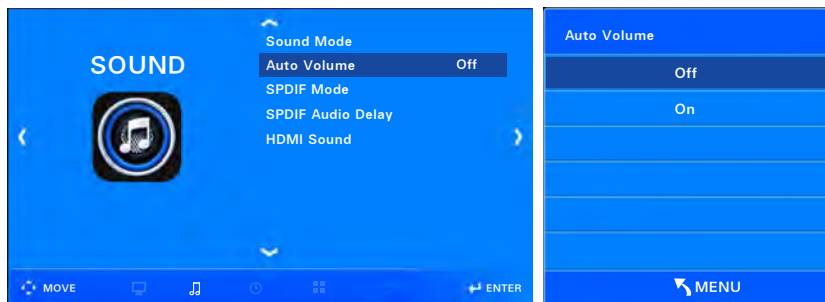 SOUND
Sound Mode
Auto Volume Off
SPDIF Mode
SPDIF Audio Delay
HDMI Sound
MOVE
ENTER
Auto Volume
Off
On
MENU